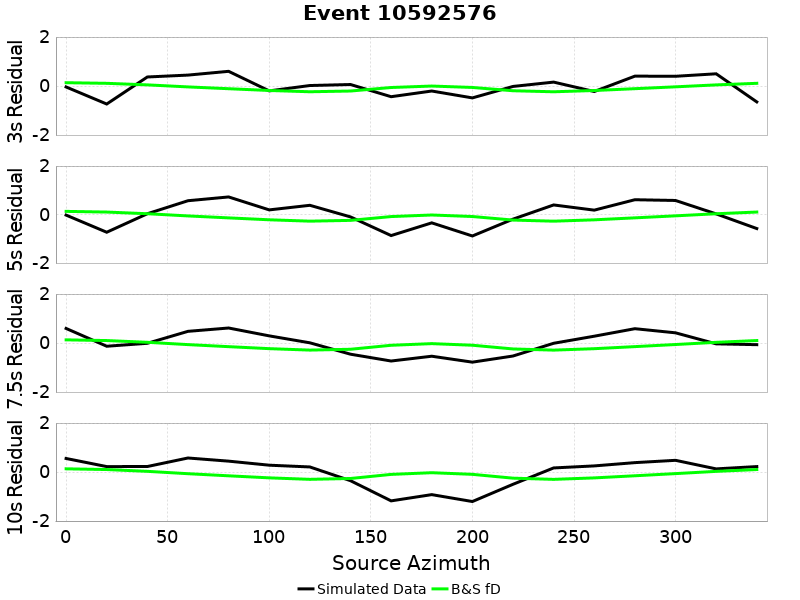 Event 10592576
3s Residual
2
0
-2
5s Residual
2
0
-2
7.5s Residual
2
0
-2
10s Residual
2
0
-2
0 50 100 150 200 250 300
Source Azimuth
Simulated Data B&S fD